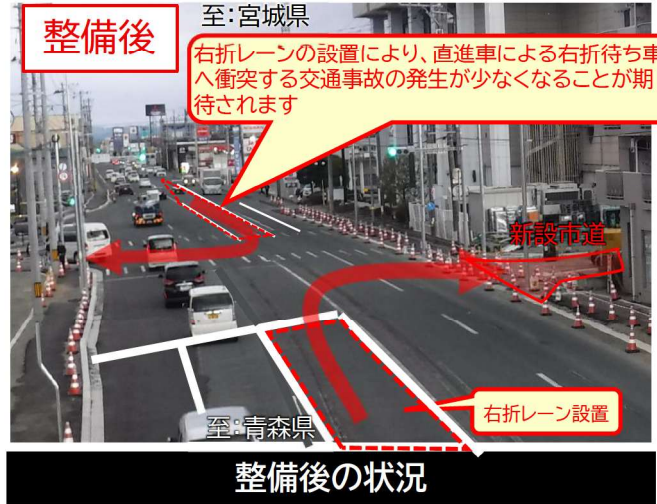 至:宮城県
整備後
右折レーンの設置により、直進車による右折待ち車
へ衝突する交通事故の発生が少なくなることが期
待されます
新設市道
右折レーン設置
至:青森県
整備後の状況